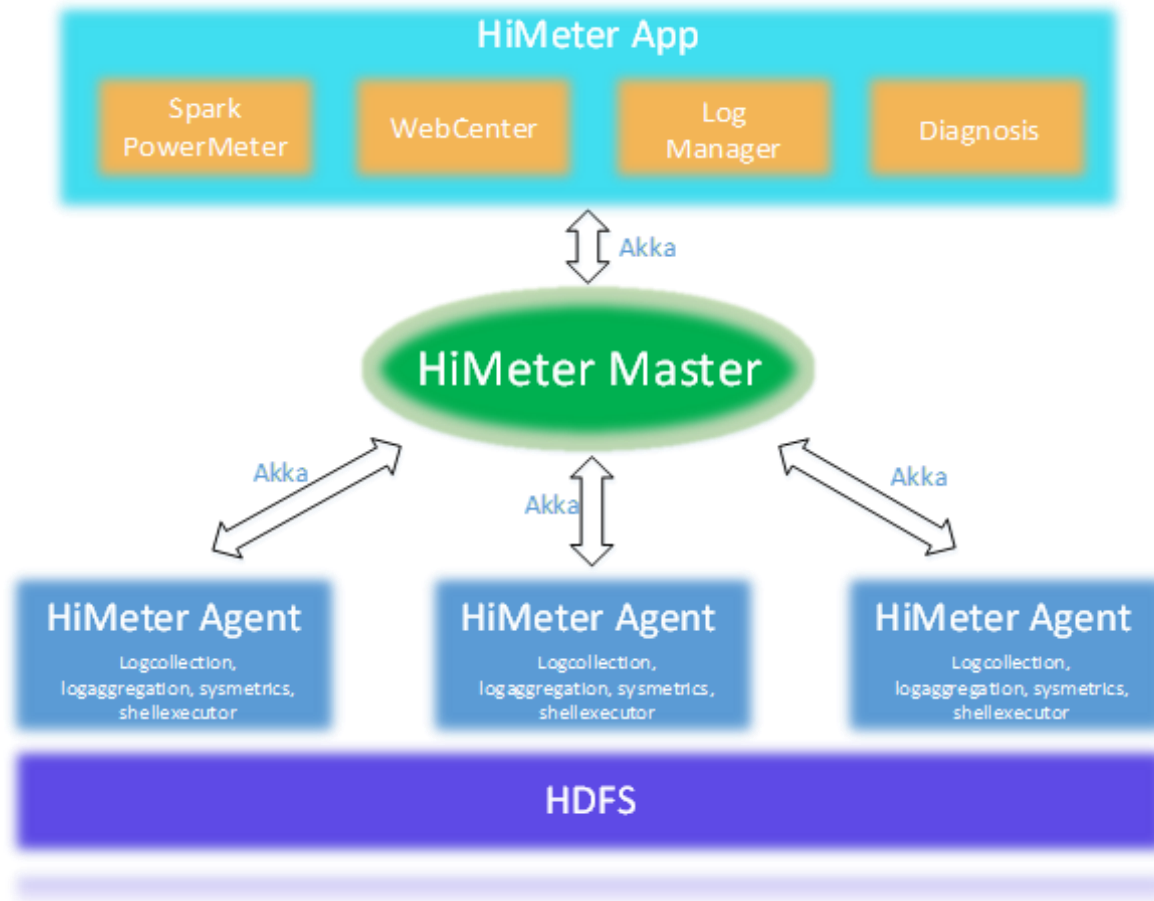 HiMeter App
Spark
PowerMeter
WebCenter
Log
Manager
Diagnosis
Akka
HiMeter Master
Akka
Akka
Akka
HiMeter Agent
Logcollection,
logaggregation, sysmetrics,
shellexecutor
HiMeter Agent
Logcollection,
logaggregation, sysmetrics,
shellexecutor
HiMeter Agent
Logcollection,
logaggregation, sysmetrics,
shellexecutor
HDFS